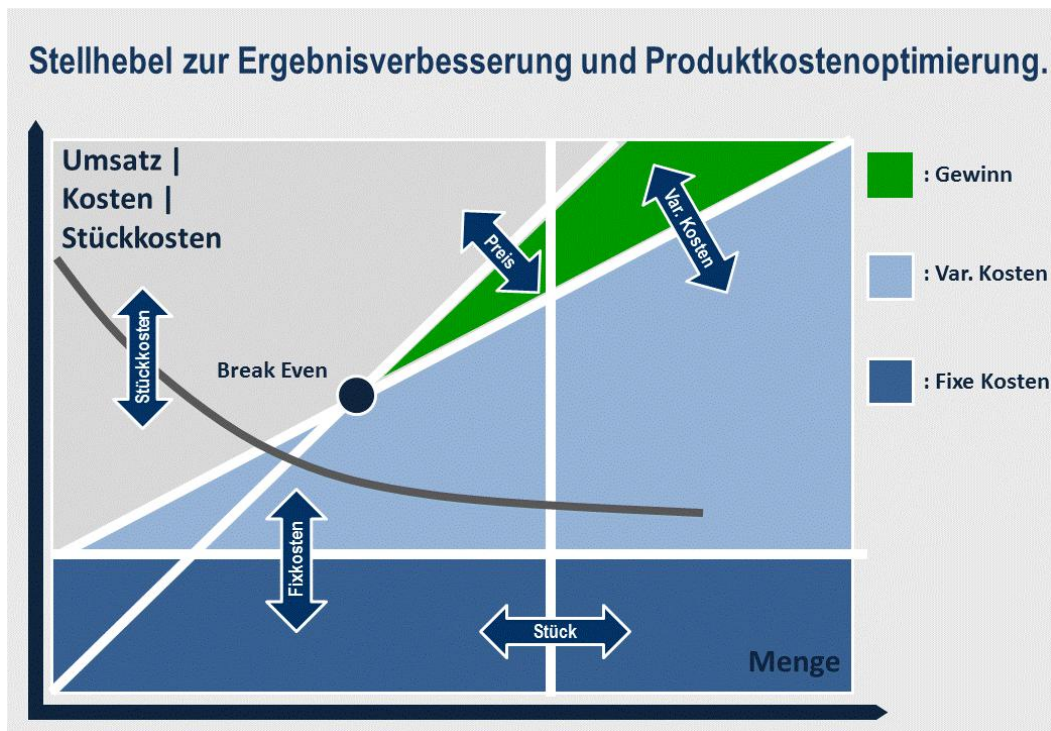 Stellhebel zur Ergebnisverbesserung und Produktkostenoptimierung.
Umsatz |
Kosten |
Stückkosten
Stückkosten
Break Even
Preis
Var. Kosten
Fixkosten
Stück
Menge
: Gewinn
: Var. Kosten
: Fixe Kosten